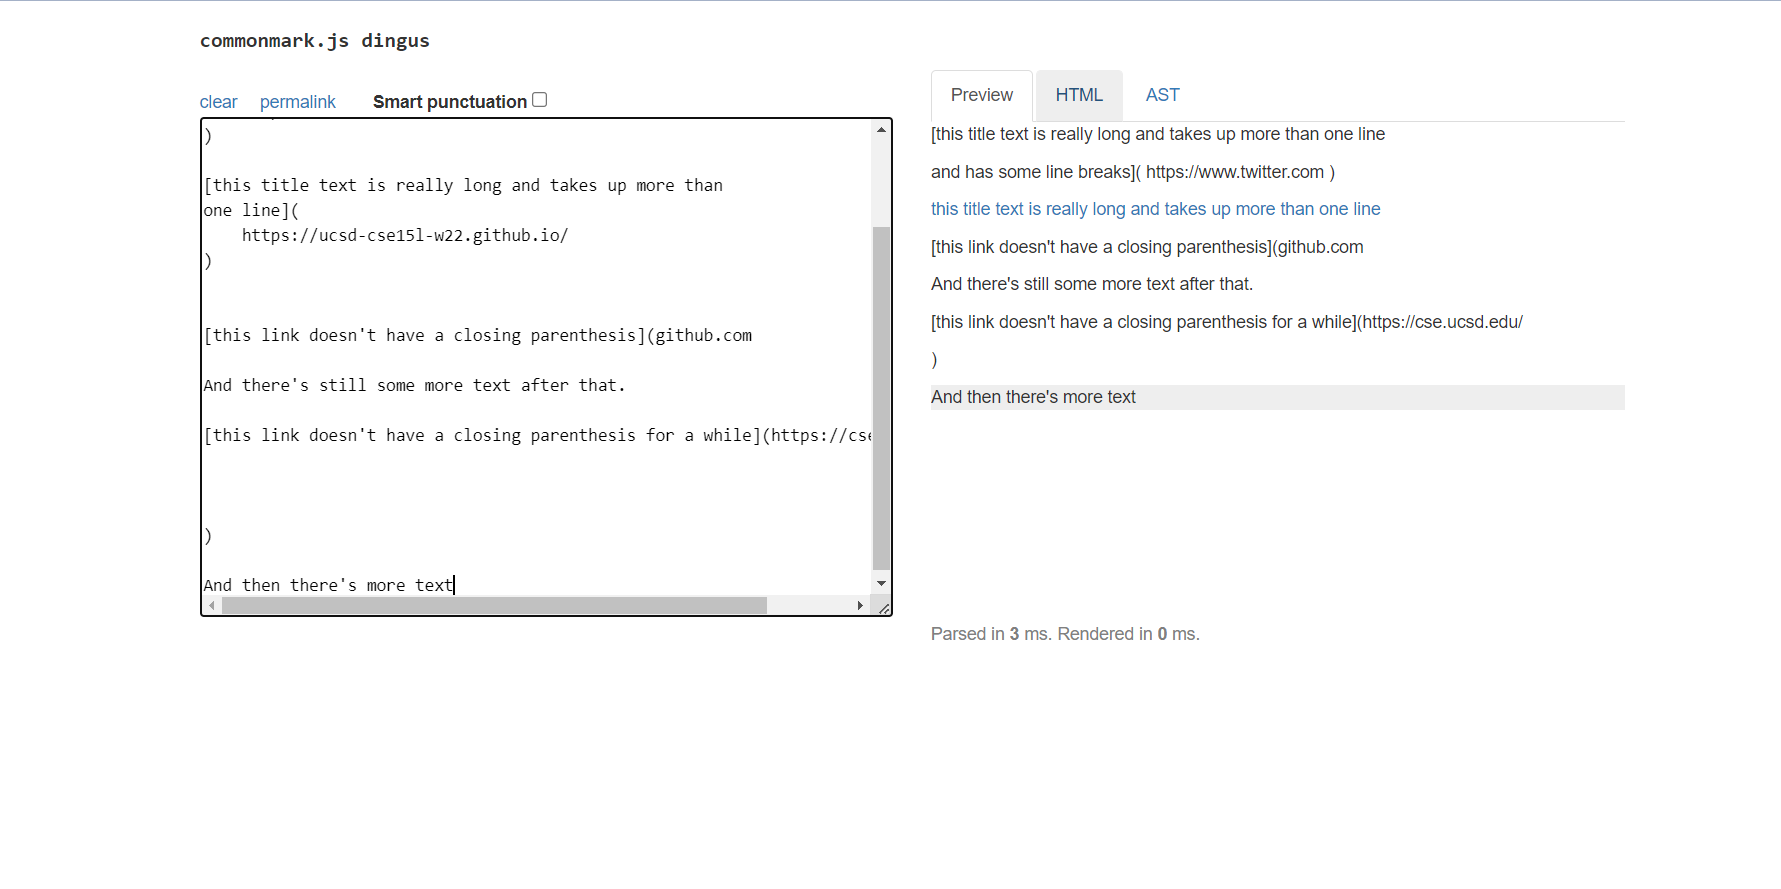 commonmark.js dingus
clear permalink Smart punctuation
)
[this title text is really long and takes up more than
one line](
    https://ucsd-cse15l-w22.github.io/
)
[this link doesn't have a closing parenthesis](github.com
And there's still some more text after that.
[this link doesn't have a closing parenthesis for a while](https://cse
)
And then there's more text
Preview HTML AST
[this title text is really long and takes up more than one line
and has some line breaks]( https://www.twitter.com )
this title text is really long and takes up more than one line
[this link doesn't have a closing parenthesis](github.com
And there's still some more text after that.
[this link doesn't have a closing parenthesis for a while](https://cse.ucsd.edu/
)
And then there's more text
Parsed in 3 ms. Rendered in 0 ms.